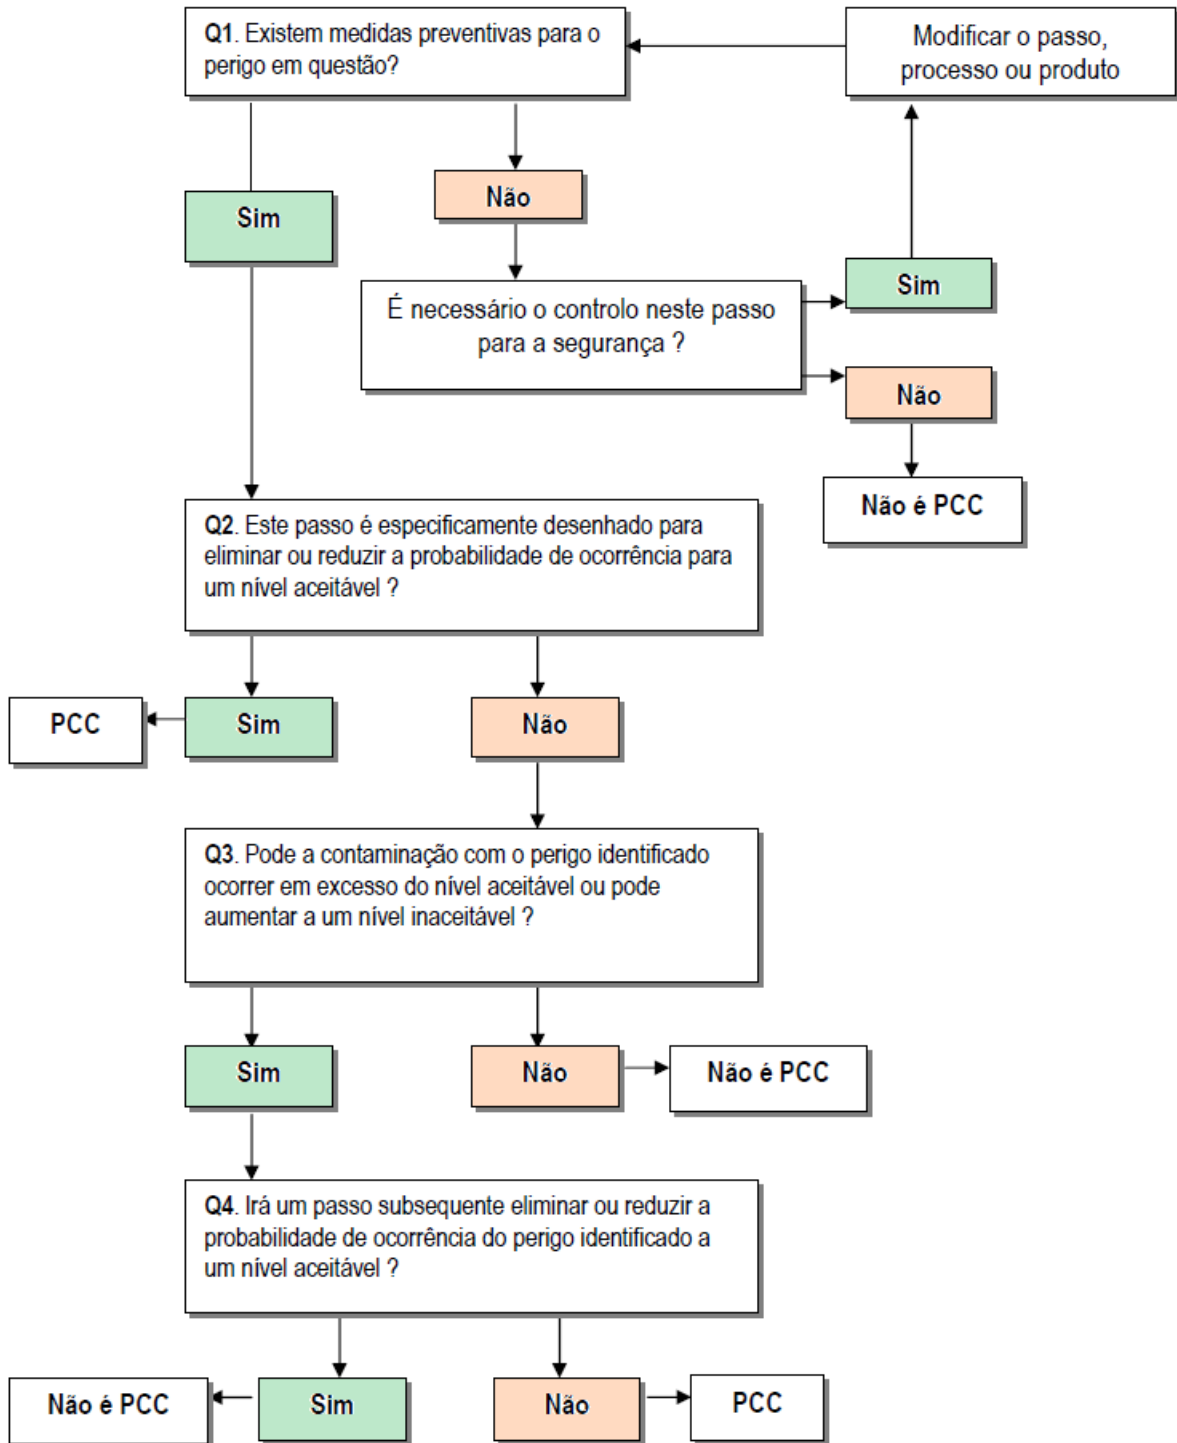 Q1. Existem medidas preventivas para o
perigo em questão?
Modificar o passo,
processo ou produto
Não
Sim
Sim
É necessário o controlo neste passo
para a segurança ?
Não
Não é PCC
Q2. Este passo é especificamente desenhado para
eliminar ou reduzir a probabilidade de ocorrência para
um nível aceitável ?
PCC
Sim
Não
Q3. Pode a contaminação com o perigo identificado
ocorrer em excesso do nível aceitável ou pode
aumentar a um nível inaceitável ?
Sim
Não
Não é PCC
Q4. Irá um passo subsequente eliminar ou reduzir a
probabilidade de ocorrência do perigo identificado a
um nível aceitável ?
Não é PCC
Sim
Não
PCC